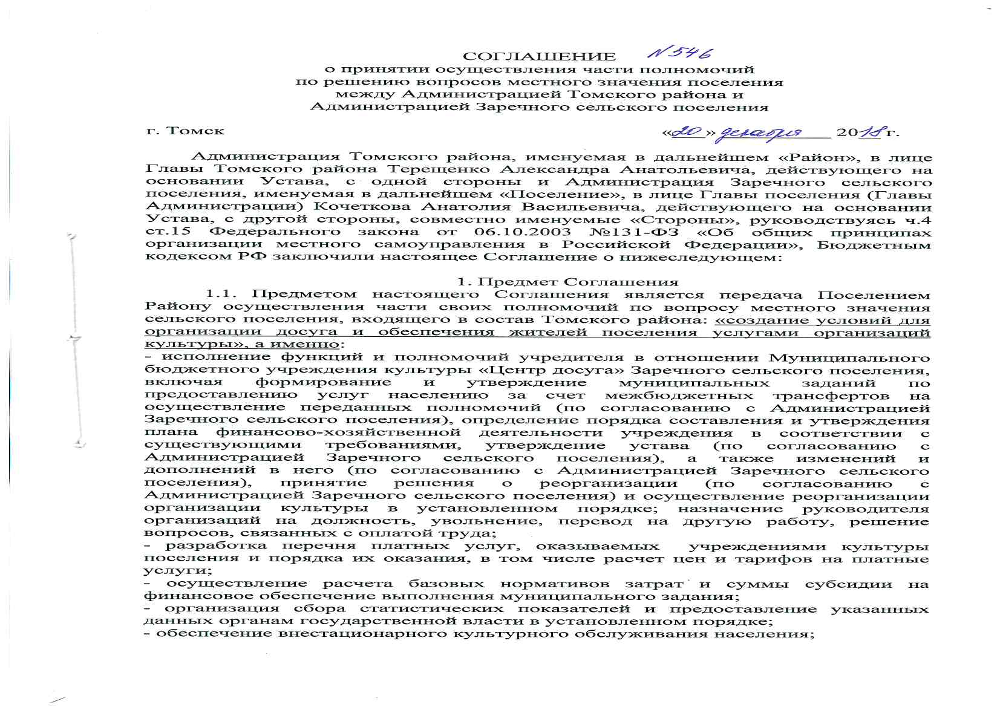 СОГЛАШЕНИЕ №546
о принятии осуществления части полномочий
по решению вопросов местного значения поселения
между Администрацией Томского района и
Администрацией Заречного сельского поселения
г. Томск «20» декабря 2018 г.
Администрация Томского района, именуемая в дальнейшем «Район», в лице
Главы Томского района Терещенко Александра Анатольевича, действующего на
основании Устава, с одной стороны и Администрация Заречного сельского
поселения, именуемая в дальнейшем «Поселение», в лице Главы поселения (Главы
Администрации) Кочеткова Анатолия Васильевича, действующего на основании
Устава, с другой стороны, совместно именуемые «Стороны», руководствуясь ч.4
ст.15 Федерального закона от 06.10.2003 №131-ФЗ «Об общих принципах
организации местного самоуправления в Российской Федерации», Бюджетным
кодексом РФ заключили настоящее Соглашение о нижеследующем:
1. Предмет Соглашения
1.1. Предметом настоящего Соглашения является передача Поселением
Району осуществления части своих полномочий по вопросу местного значения
сельского поселения, входящего в состав Томского района: «создание условий для
организации досуга и обеспечения жителей поселения услугами организаций
культуры», а именно:
- исполнение функций и полномочий учредителя в отношении Муниципального
бюджетного учреждения культуры «Центр досуга» Заречного сельского поселения,
включая формирование и утверждение муниципальных заданий по
предоставлению услуг населению за счет межбюджетных трансфертов на
осуществление переданных полномочий (по согласованию с Администрацией
Заречного сельского поселения), определение порядка составления и утверждения
плана финансово-хозяйственной деятельности учреждения в соответствии с
существующими требованиями, утверждение устава (по согласованию с
Администрацией Заречного сельского поселения), а также изменений и
дополнений в него (по согласованию с Администрацией Заречного сельского
поселения), принятие решения о реорганизации (по согласованию с
Администрацией Заречного сельского поселения) и осуществление реорганизации
организации культуры в установленном порядке; назначение руководителя
организаций на должность, увольнение, перевод на другую работу, решение
вопросов, связанных с оплатой труда;
- разработка перечня платных услуг, оказываемых учреждениями культуры
поселения и порядка их оказания, в том числе расчет цен и тарифов на платные
услуги;
- осуществление расчета базовых нормативов затрат и суммы субсидии на
финансовое обеспечение выполнения муниципального задания;
- организация сбора статистических показателей и предоставление указанных
данных органам государственной власти в установленном порядке;
- обеспечение внестационарного культурного обслуживания населения;